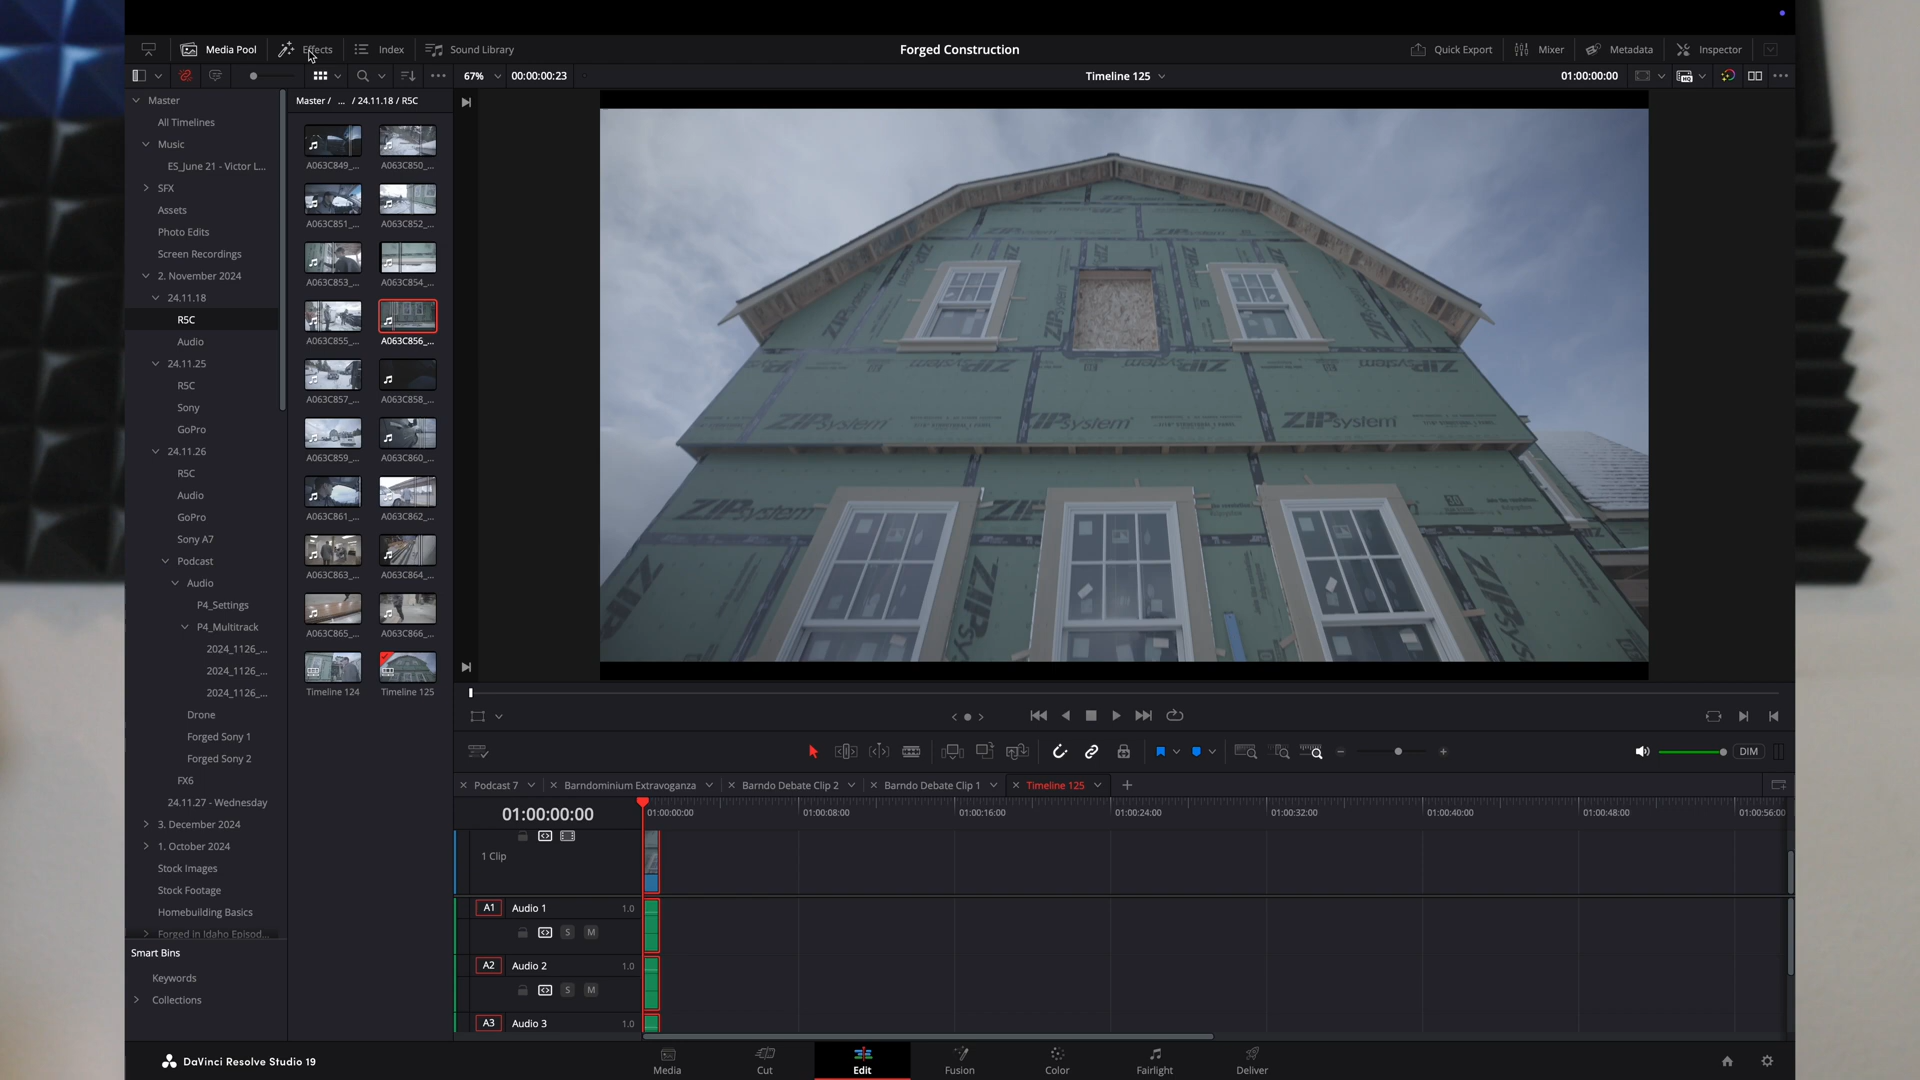 Media Pool
Effects
Index
Sound Library
Forged Construction
Quick Export
Mixer
Metadata
Inspector
67%
00:00:00:23
Timeline 125
01:00:00:00
Master
All Timelines
Music
ES_June 21 - Victor L...
SFX
Assets
Photo Edits
Screen Recordings
2. November 2024
24.11.18
R5C
Audio
24.11.25
R5C
Sony
GoPro
24.11.26
R5C
Audio
GoPro
Sony A7
Podcast
Audio
P4_Settings
P4_Multitrack
2024_1126_...
2024_1126_...
2024_1126_...
Drone
Forged Sony 1
Forged Sony 2
FX6
24.11.27 - Wednesday
3. December 2024
1. October 2024
Stock Images
Stock Footage
Homebuilding Basics
Forged in Idaho Episod...
Smart Bins
Keywords
Collections
Master / ... / 24.11.18 / R5C
A063C849_...
A063C850_...
A063C851_...
A063C852_...
A063C853_...
A063C854_...
A063C855_...
A063C856_...
A063C857_...
A063C858_...
A063C859_...
A063C860_...
A063C861_...
A063C862_...
A063C863_...
A063C864_...
A063C865_...
A063C866_...
Timeline 124
Timeline 125
ZIPsystem
ZIPsystem
ZIPsystem
ZIPsystem
ZIP
ZIP
ZIP
ZIP
DIM
Podcast 7
Barndominium Extravoganza
Barndo Debate Clip 2
Barndo Debate Clip 1
Timeline 125
01:00:00:00
01:00:00:00
01:00:08:00
01:00:16:00
01:00:24:00
01:00:32:00
01:00:40:00
01:00:48:00
01:00:56:00
1 Clip
A1 Audio 1 1.0
S M
A2 Audio 2 1.0
S M
A3 Audio 3 1.0
DaVinci Resolve Studio 19
Media
Cut
Edit
Fusion
Color
Fairlight
Deliver